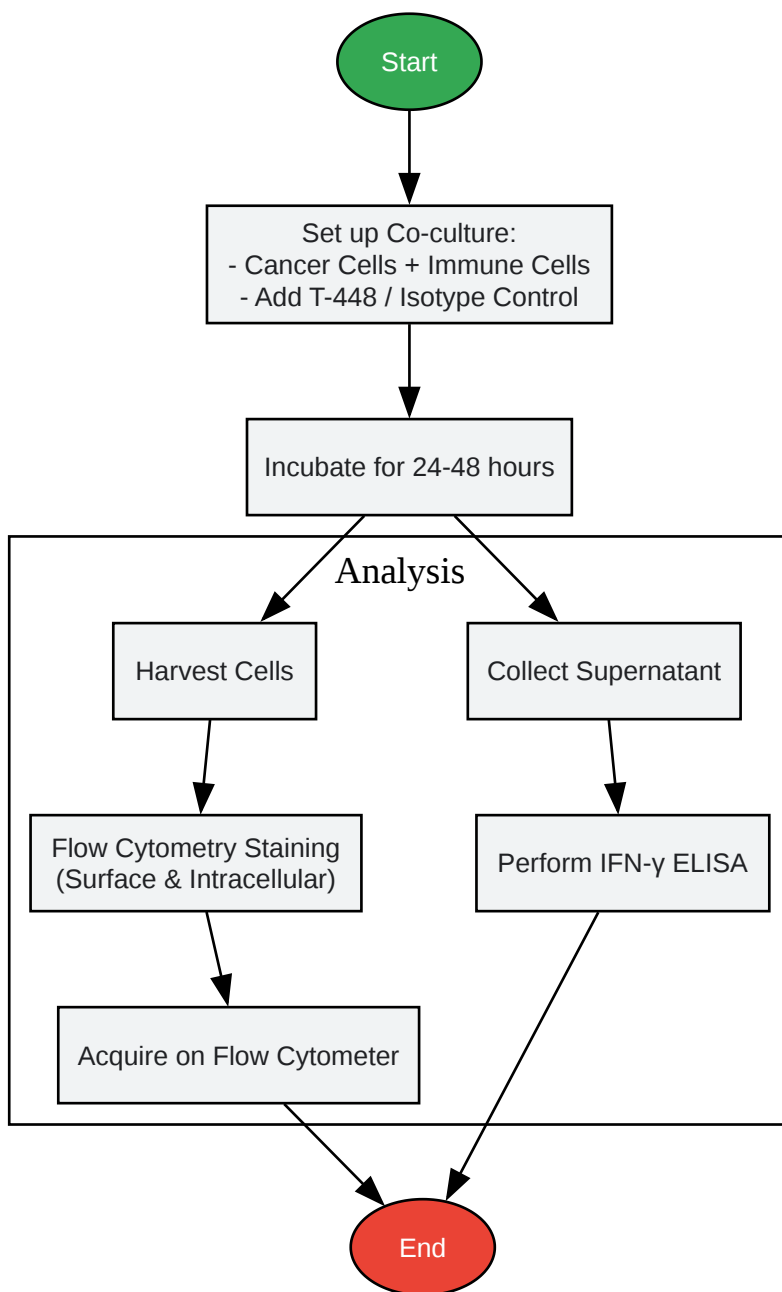 Start
Set up Co-culture:
- Cancer Cells + Immune Cells
- Add T-448 / Isotype Control
Incubate for 24-48 hours
Analysis
Harvest Cells
Collect Supernatant
Flow Cytometry Staining
(Surface & Intracellular)
Perform IFN-γ ELISA
Acquire on Flow Cytometer
End